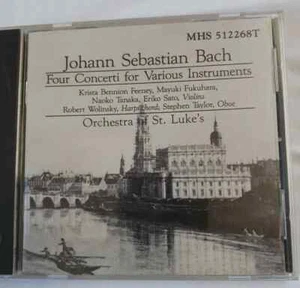 MHS 512268T
Johann Sebastian Bach
Four Concerti for Various Instruments
Krista Bennion Feeney, Mayuki Fukuhara,
Naoko Tanaka, Eriko Sato, Violins
Robert Wolinsky, Harpsichord; Stephen Taylor, Oboe
Orchestra of St. Luke's